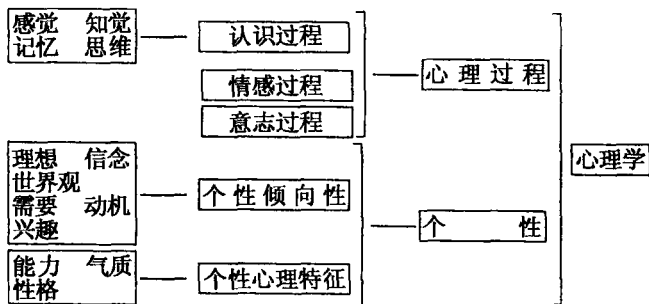 感觉 知觉
记忆 思维
认识过程
情感过程
意志过程
心理过程
理想 信念
世界观
需要 动机
兴趣
个性倾向性
个性
能力 气质
性格
个性心理特征
心理学